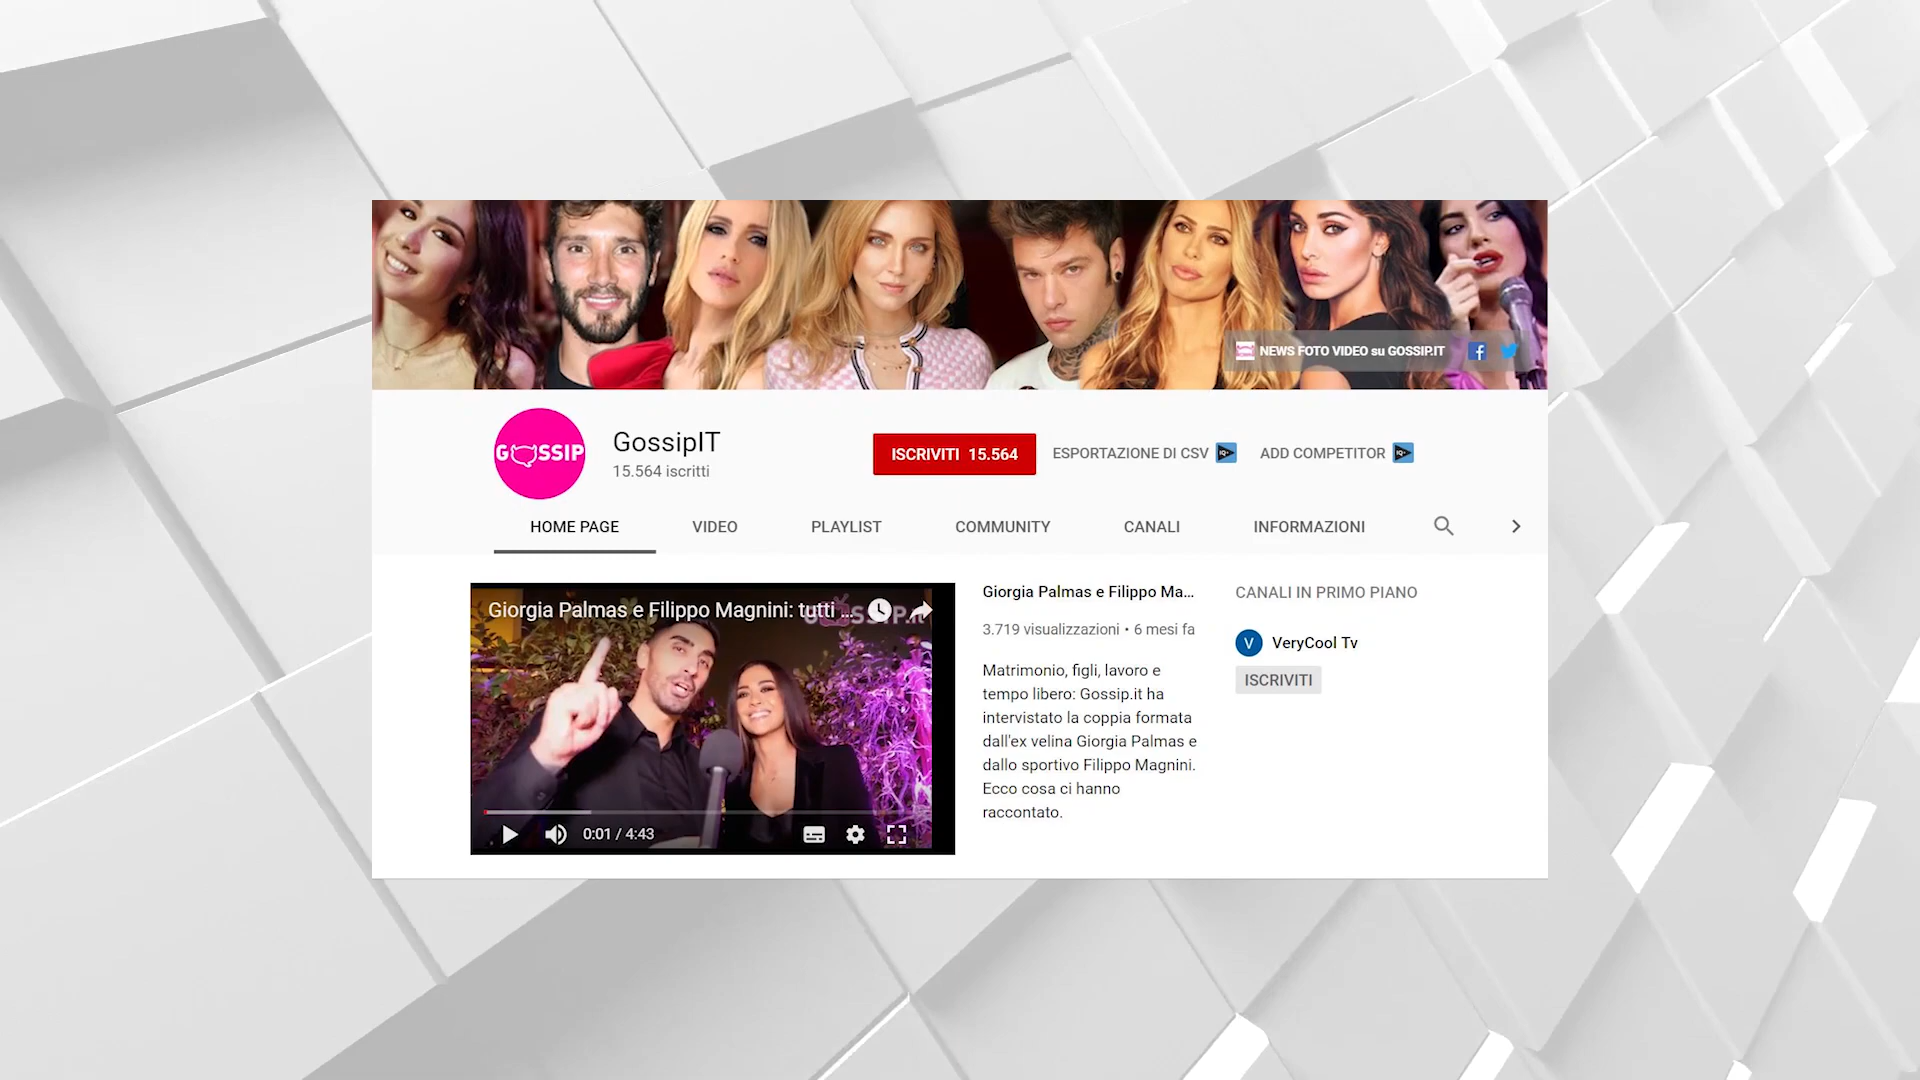 NEWS FOTO VIDEO su GOSSIP.IT
GOSSIP
GossipIT
15.564 iscritti
ISCRIVITI 15.564
ESPORTAZIONE DI CSV IQ+
ADD COMPETITOR IQ+
HOME PAGE
VIDEO
PLAYLIST
COMMUNITY
CANALI
INFORMAZIONI
Giorgia Palmas e Filippo Magnini: tutti ...
GOSSIP.it
0:01 / 4:43
Giorgia Palmas e Filippo Ma...
3.719 visualizzazioni • 6 mesi fa
Matrimonio, figli, lavoro e
tempo libero: Gossip.it ha
intervistato la coppia formata
dall'ex velina Giorgia Palmas e
dallo sportivo Filippo Magnini.
Ecco cosa ci hanno
raccontato.
CANALI IN PRIMO PIANO
V VeryCool Tv
ISCRIVITI